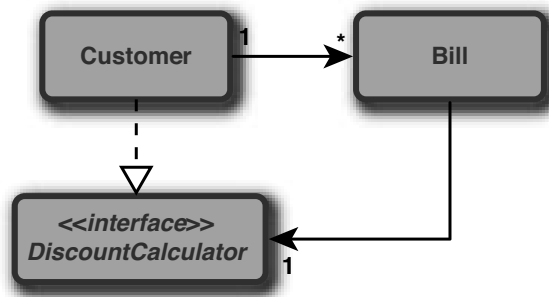 Customer
1
*
Bill
<<interface>>
DiscountCalculator
1